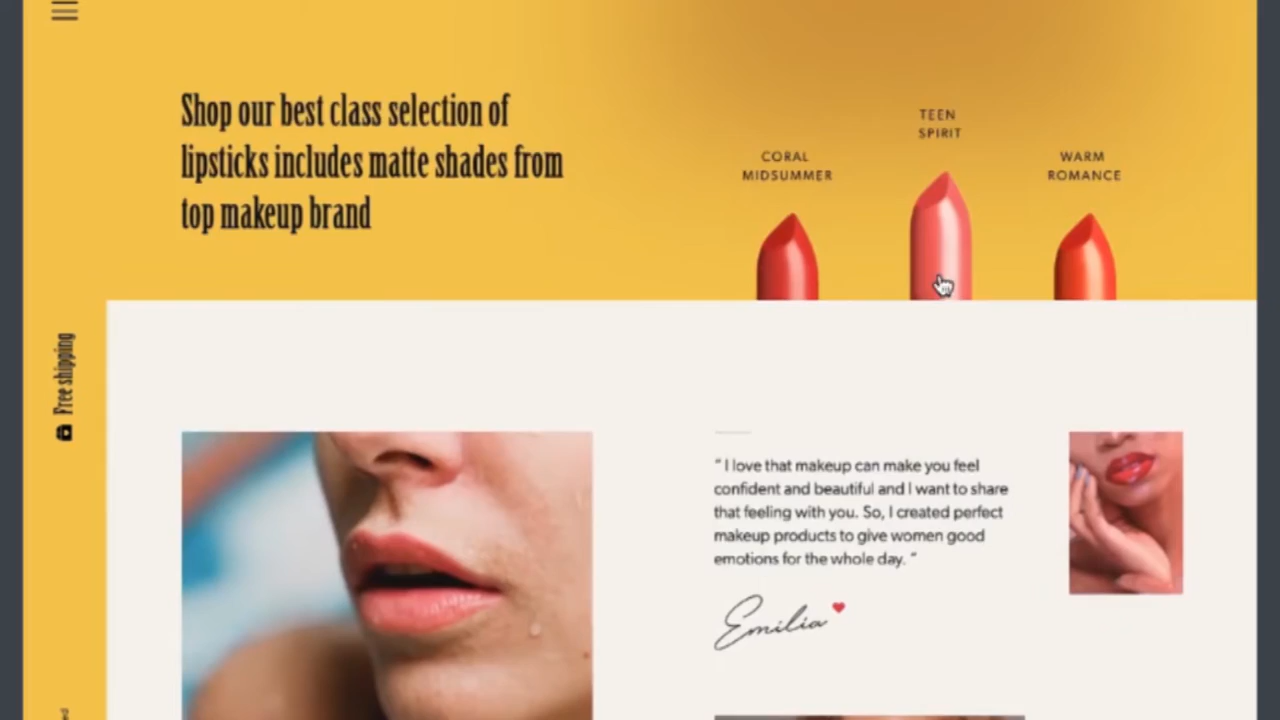 Shop our best class selection of
lipsticks includes matte shades from
top makeup brand
TEEN
SPIRIT
CORAL
MIDSUMMER
WARM
ROMANCE
Free shipping
“ I love that makeup can make you feel
confident and beautiful and I want to share
that feeling with you. So, I created perfect
makeup products to give women good
emotions for the whole day. ”
Emilia